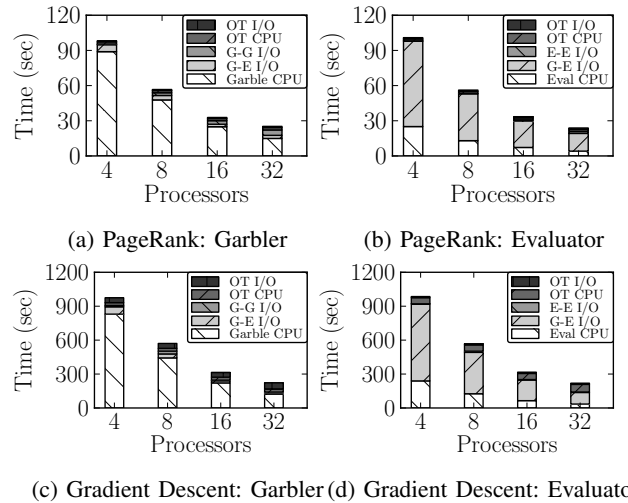 120
90
60
30
0
Time (sec)
OT I/O
OT CPU
G-G I/O
G-E I/O
Garble CPU
4 8 16 32
Processors
(a) PageRank: Garbler
120
90
60
30
0
Time (sec)
OT I/O
OT CPU
E-E I/O
G-E I/O
Eval CPU
4 8 16 32
Processors
(b) PageRank: Evaluator
1200
900
600
300
0
Time (sec)
OT I/O
OT CPU
G-G I/O
G-E I/O
Garble CPU
4 8 16 32
Processors
(c) Gradient Descent: Garbler
1200
900
600
300
0
Time (sec)
OT I/O
OT CPU
E-E I/O
G-E I/O
Eval CPU
4 8 16 32
Processors
(d) Gradient Descent: Evaluato